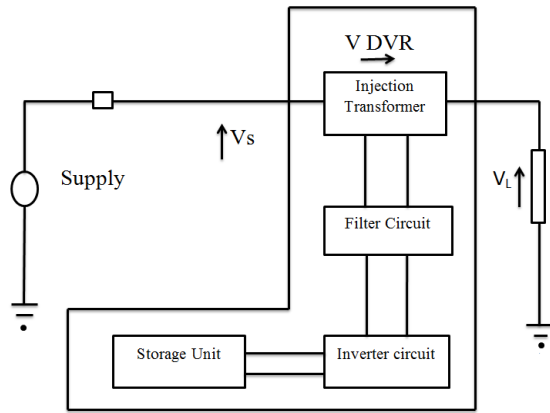 V DVR
Injection
Transformer
Vs
Supply
VL
Filter Circuit
Storage Unit
Inverter circuit